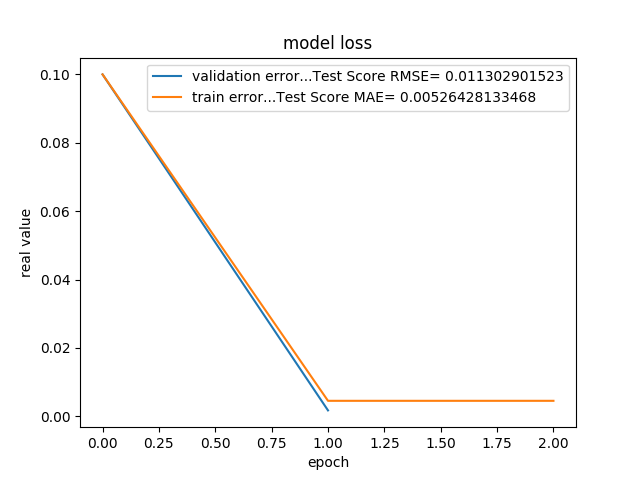 model loss
validation error...Test Score RMSE= 0.011302901523
train error...Test Score MAE= 0.00526428133468
real value
0.10
0.08
0.06
0.04
0.02
0.00
0.00 0.25 0.50 0.75 1.00 1.25 1.50 1.75 2.00
epoch